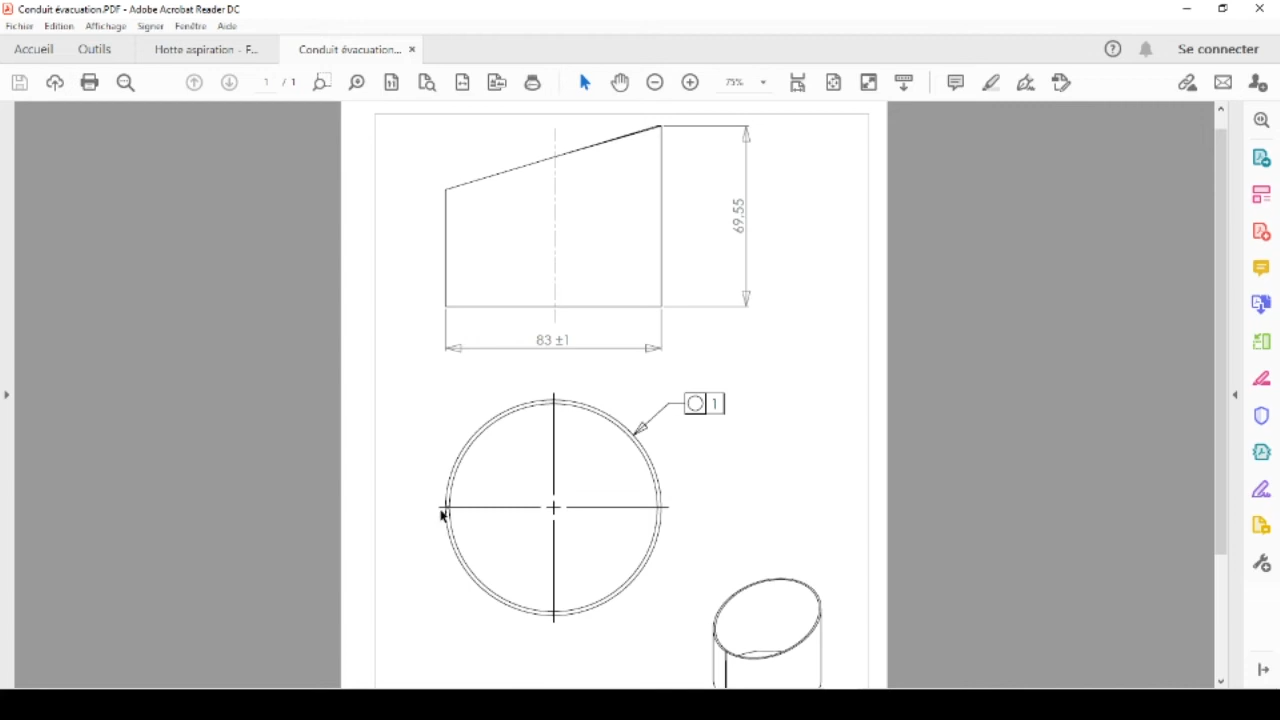 Conduit évacuation.PDF - Adobe Acrobat Reader DC
Fichier Edition Affichage Signer Fenêtre Aide
Accueil Outils Hotte aspiration - F... Conduit évacuation... × Se connecter
1 / 1 75%
69,55
83 ±1
1